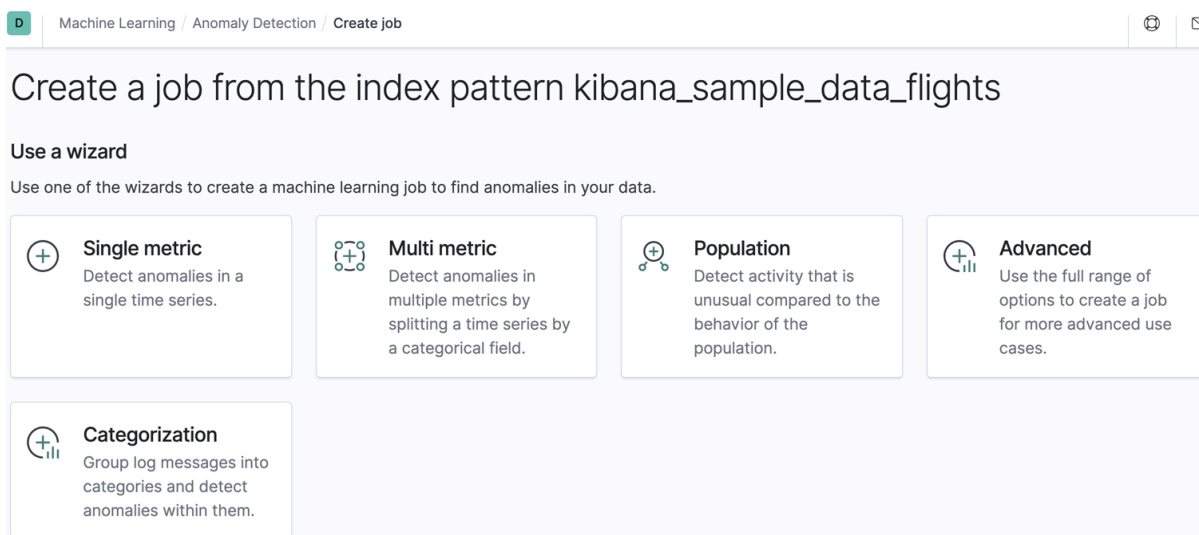 D Machine Learning / Anomaly Detection / Create job
Create a job from the index pattern kibana_sample_data_flights
Use a wizard
Use one of the wizards to create a machine learning job to find anomalies in your data.
Single metric
Detect anomalies in a
single time series.
Multi metric
Detect anomalies in
multiple metrics by
splitting a time series by
a categorical field.
Population
Detect activity that is
unusual compared to the
behavior of the
population.
Advanced
Use the full range of
options to create a job
for more advanced use
cases.
Categorization
Group log messages into
categories and detect
anomalies within them.